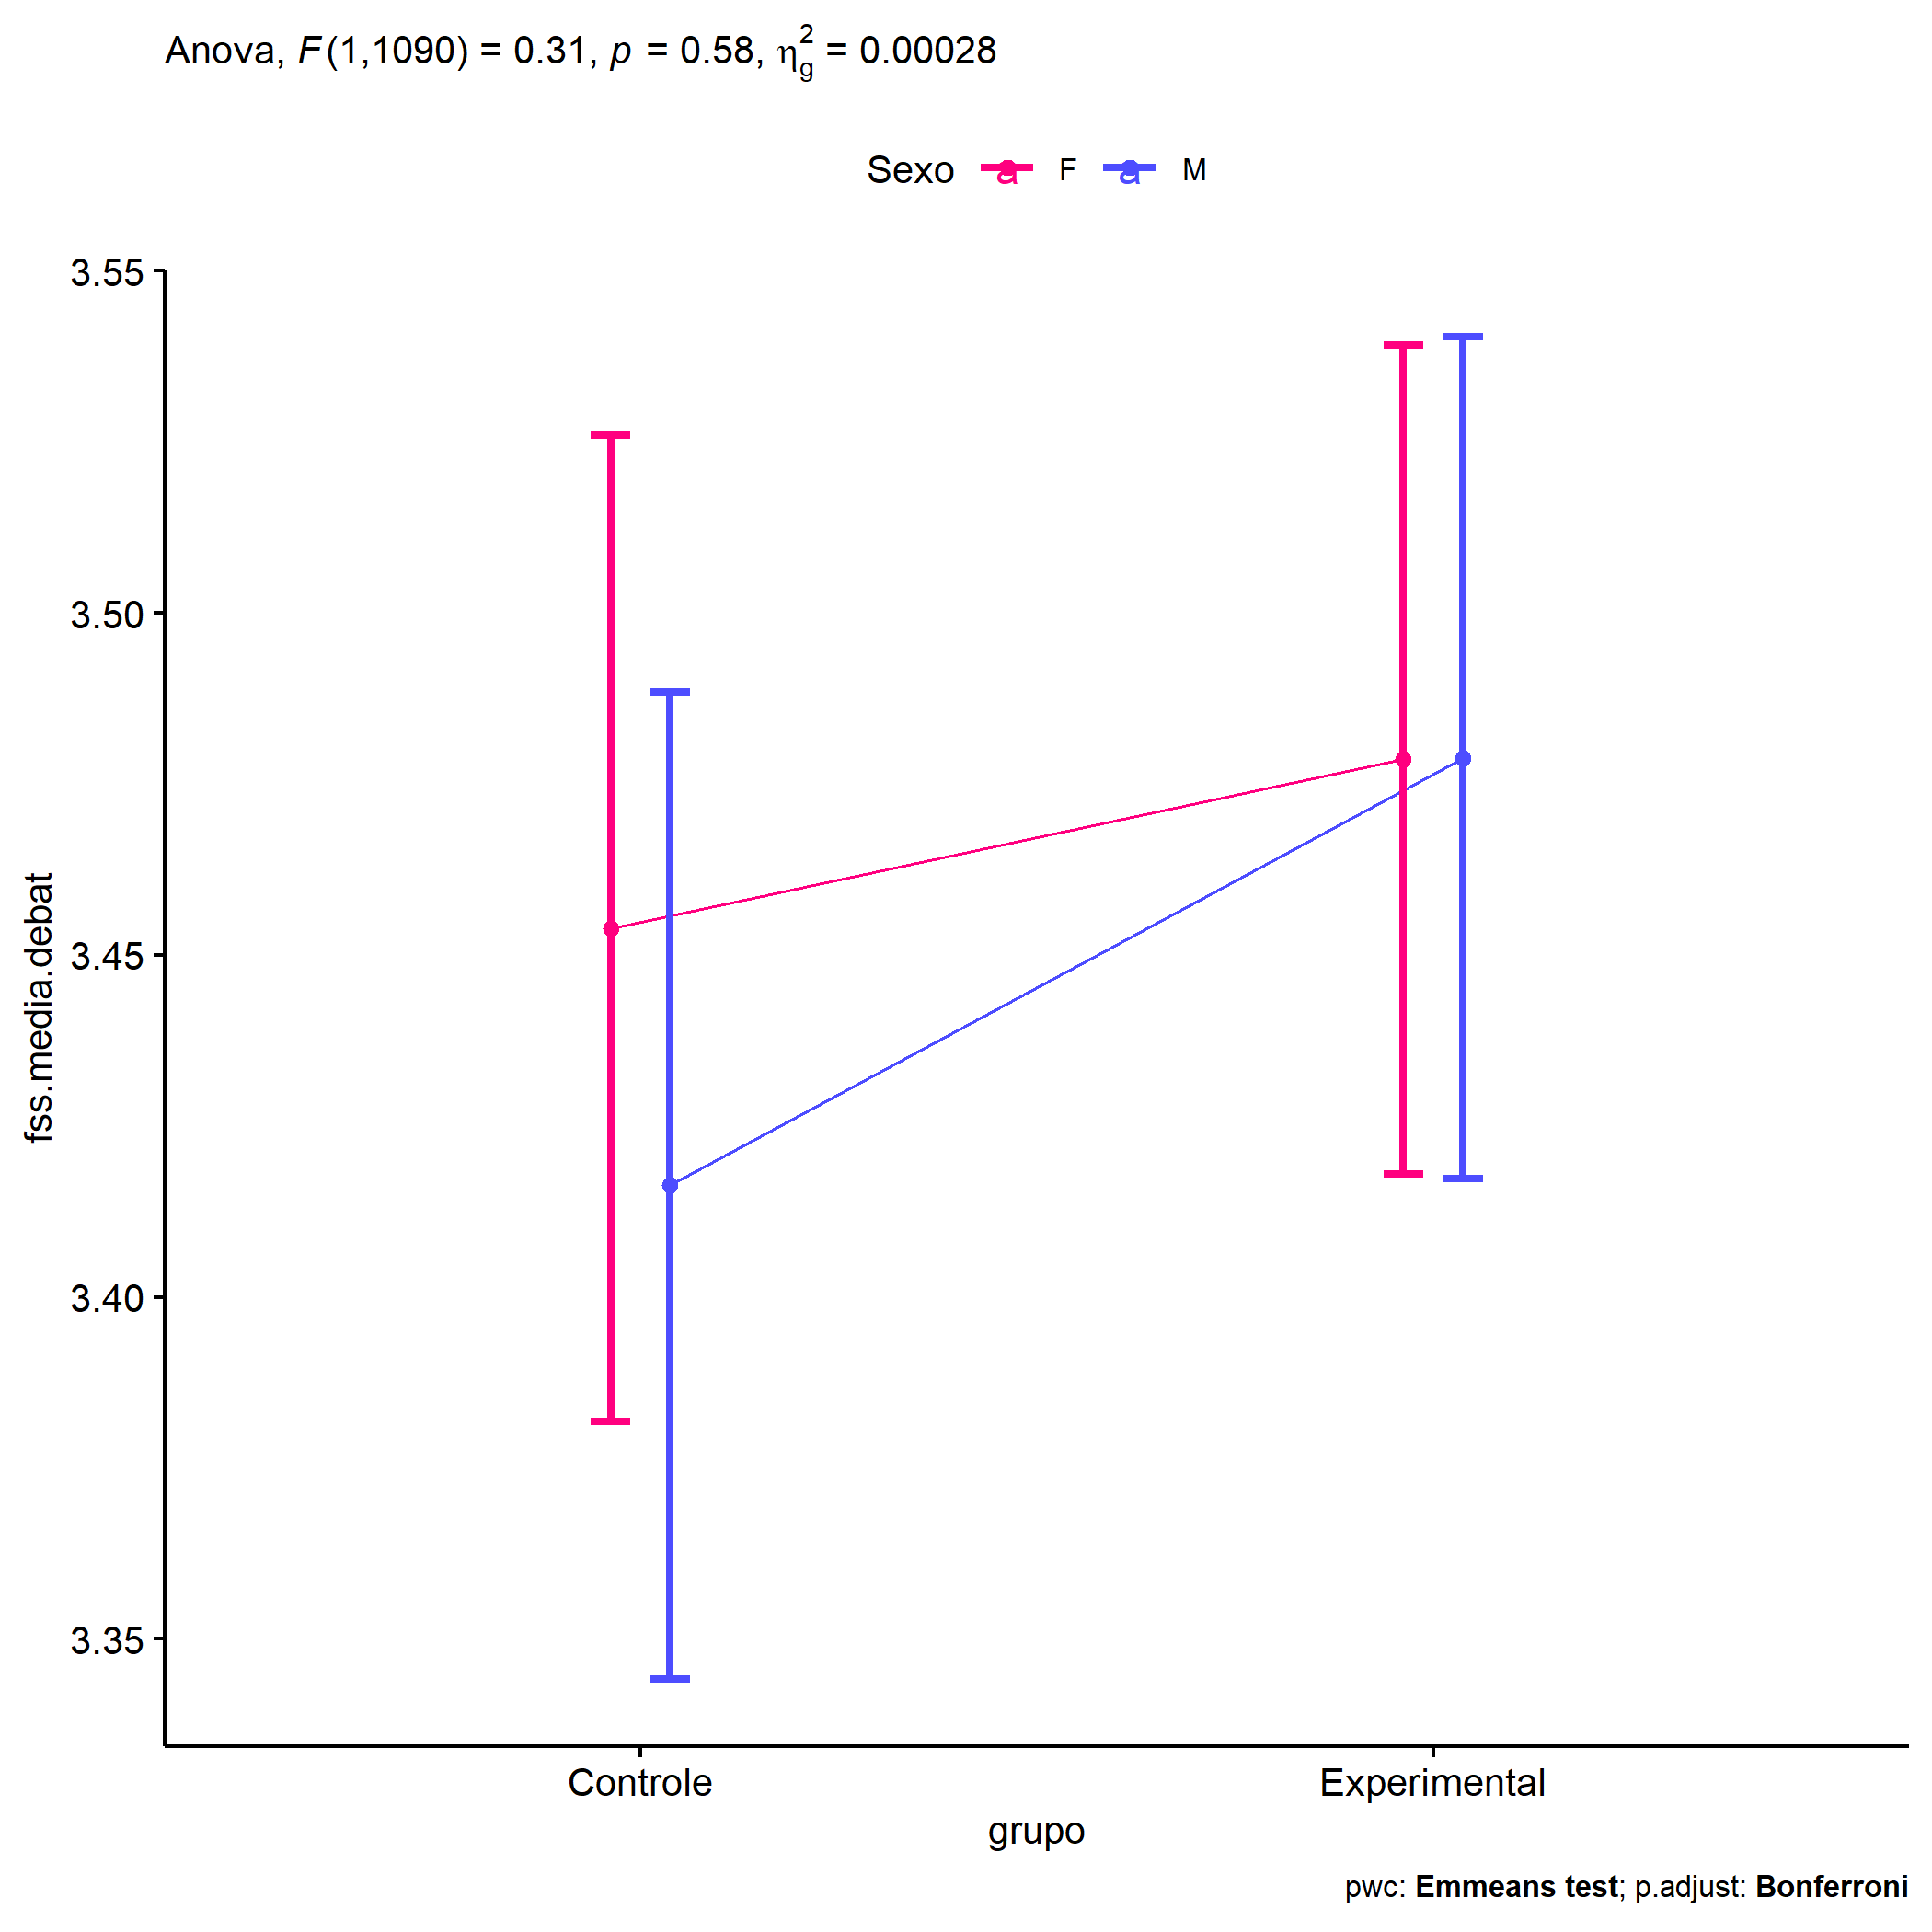 Anova, F(1,1090) = 0.31, p = 0.58, η²g = 0.00028
Sexo a F a M
3.55
3.50
3.45
3.40
3.35
fss.media.debat
Controle Experimental
grupo
pwc: Emmeans test; p.adjust: Bonferroni